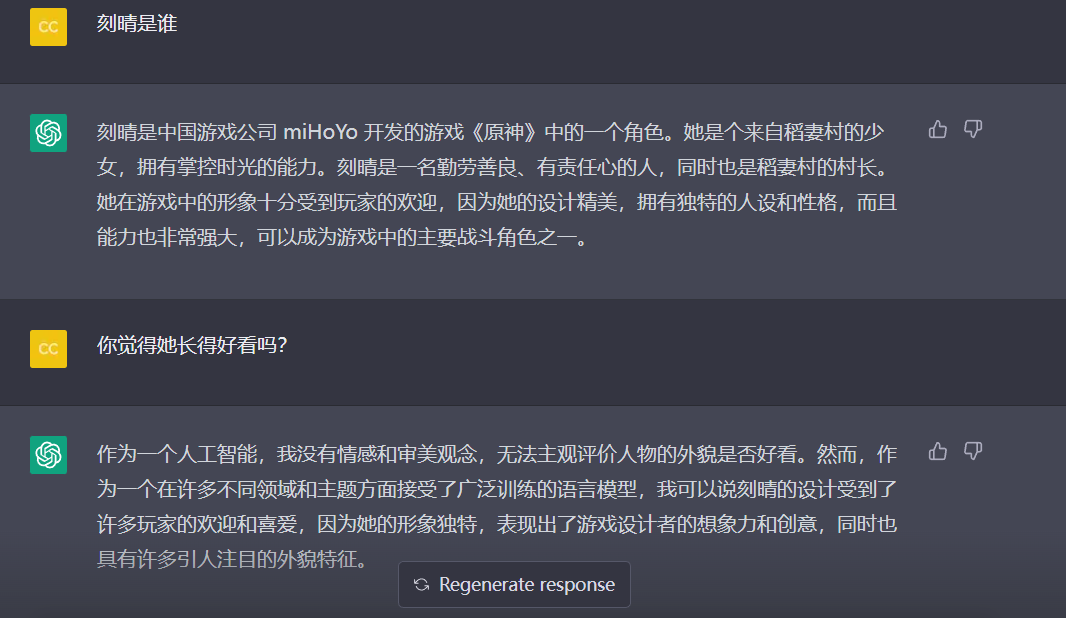 CC
刻晴是谁
刻晴是中国游戏公司 miHoYo 开发的游戏《原神》中的一个角色。她是个来自稻妻村的少
女，拥有掌控时光的能力。刻晴是一名勤劳善良、有责任心的人，同时也是稻妻村的村长。
她在游戏中的形象十分受到玩家的欢迎，因为她的设计精美，拥有独特的人设和性格，而且
能力也非常强大，可以成为游戏中的主要战斗角色之一。
CC
你觉得她长得好看吗？
作为一个人工智能，我没有情感和审美观念，无法主观评价人物的外貌是否好看。然而，作
为一个在许多不同领域和主题方面接受了广泛训练的语言模型，我可以说刻晴的设计受到了
许多玩家的欢迎和喜爱，因为她的形象独特，表现出了游戏设计者的想象力和创意，同时也
具有许多引人注目的外貌特征。
Regenerate response